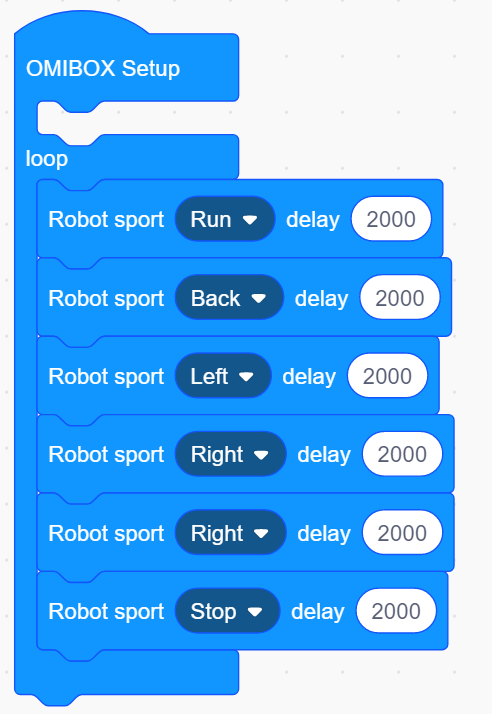 OMIBOX Setup
loop
Robot sport Run delay 2000
Robot sport Back delay 2000
Robot sport Left delay 2000
Robot sport Right delay 2000
Robot sport Right delay 2000
Robot sport Stop delay 2000